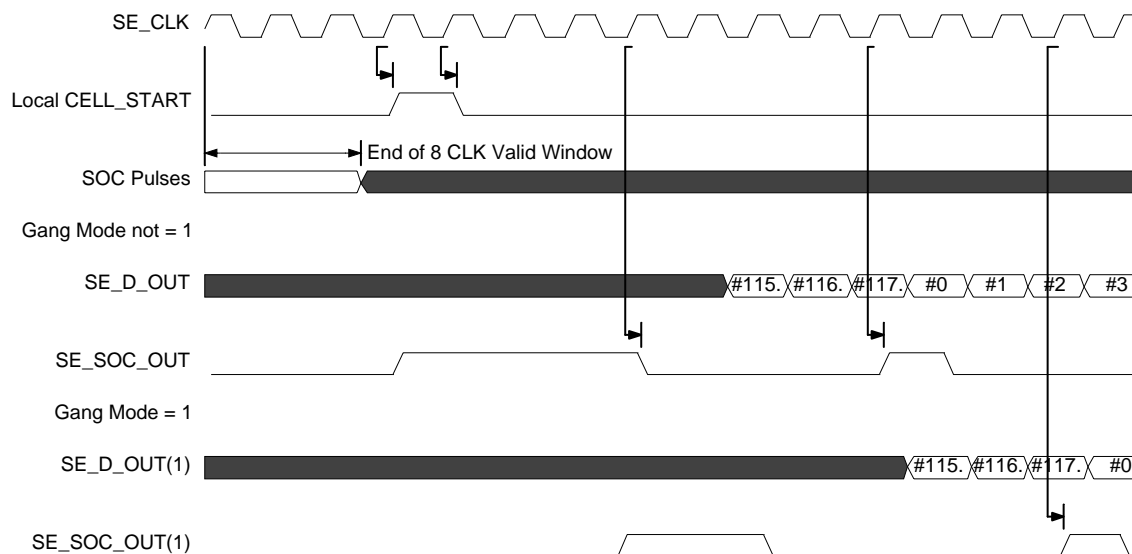 SE_CLK
Local CELL_START
End of 8 CLK Valid Window
SOC Pulses
Gang Mode not = 1
SE_D_OUT
#115. #116. #117. #0 #1 #2 #3
SE_SOC_OUT
Gang Mode = 1
SE_D_OUT(1)
#115. #116. #117. #0
SE_SOC_OUT(1)